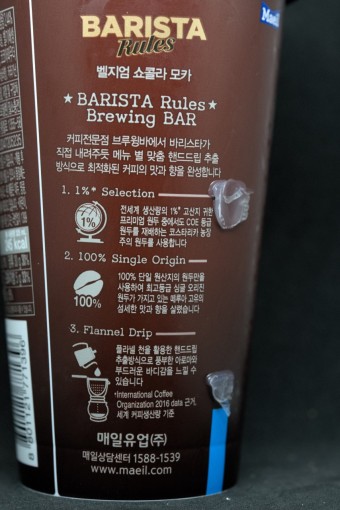 BARISTA
Rules
Maeil
벨지엄 쇼콜라 모카
★ BARISTA Rules ★
Brewing BAR
커피전문점 브루윙바에서 바리스타가
직접 내려주듯 메뉴 별 맞춤 핸드드립 추출
방식으로 최적화된 커피의 맛과 향을 완성합니다
1. 1%* Selection
1%
전세계 생산량의 1%* 고산지 귀한
프리미엄 원두 중에서도 COE 등급
원두를 재배하는 코스타리카 농장
주의 원두를 사용합니다
2. 100% Single Origin
100%
100% 단일 원산지의 원두만을
사용하여 최고등급 싱글 오리진
원두가 가지고 있는 떼루아 고유의
섬세한 맛과 향을 살렸습니다
3. Flannel Drip
플란넬 천을 활용한 핸드드립
추출방식으로 풍부한 아로마와
부드러운 바디감을 느낄 수
있습니다
*International Coffee
Organization 2016 data 근거,
세계 커피생산량 기준
매일유업(주)
매일상담센터 1588-1539
www.maeil.com